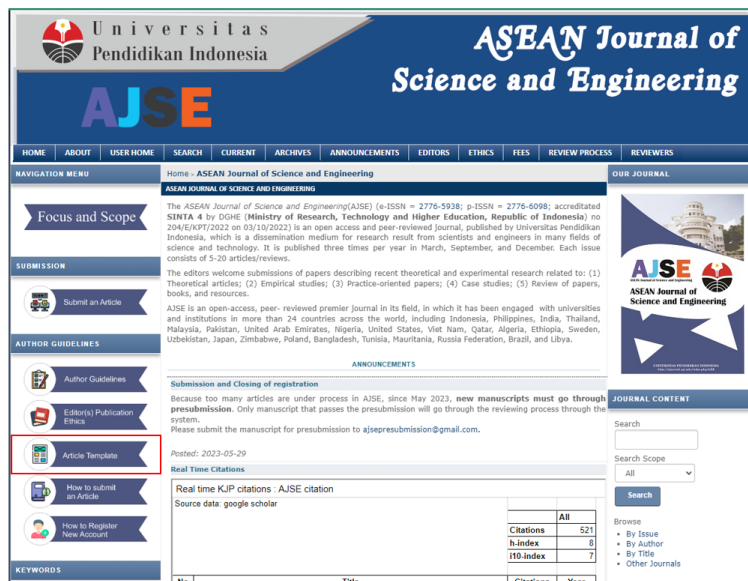 Universitas
Pendidikan Indonesia
AJSE
ASEAN Journal of
Science and Engineering
HOME ABOUT USER HOME SEARCH CURRENT ARCHIVES ANNOUNCEMENTS EDITORS ETHICS FEES REVIEW PROCESS REVIEWERS
NAVIGATION MENU
Focus and Scope
SUBMISSION
Submit an Article
AUTHOR GUIDELINES
Author Guidelines
Editor(s) Publication
Ethics
Article Template
How to submit
an Article
How to Register
New Account
KEYWORDS
Home > ASEAN Journal of Science and Engineering
ASEAN JOURNAL OF SCIENCE AND ENGINEERING
The ASEAN Journal of Science and Engineering(AJSE) (e-ISSN = 2776-5938; p-ISSN = 2776-6098; accredited
SINTA 4 by DGHE (Ministry of Research, Technology and Higher Education, Republic of Indonesia) no
204/E/KPT/2022 on 03/10/2022) is an open access and peer-reviewed journal, published by Universitas Pendidikan
Indonesia, which is a dissemination medium for research result from scientists and engineers in many fields of
science and technology. It is published three times per year in March, September, and December. Each issue
consists of 5-20 articles/reviews.
The editors welcome submissions of papers describing recent theoretical and experimental research related to: (1)
Theoretical articles; (2) Empirical studies; (3) Practice-oriented papers; (4) Case studies; (5) Review of papers,
books, and resources.
AJSE is an open-access, peer- reviewed premier journal in its field, in which it has been engaged with universities
and institutions in more than 24 countries across the world, including Indonesia, Philippines, India, Thailand,
Malaysia, Pakistan, United Arab Emirates, Nigeria, United States, Viet Nam, Qatar, Algeria, Ethiopia, Sweden,
Uzbekistan, Japan, Zimbabwe, Poland, Bangladesh, Tunisia, Mauritania, Russia Federation, Brazil, and Libya.
ANNOUNCEMENTS
Submission and Closing of registration
Because too many articles are under process in AJSE, since May 2023, new manuscripts must go through
presubmission. Only manuscript that passes the presubmission will go through the reviewing process through the
system.
Please submit the manuscript for presubmission to ajsepresubmission@gmail.com.
Posted: 2023-05-29
Real Time Citations
Real time KJP citations : AJSE citation
Source data: google scholar
All
Citations 521
h-index 8
i10-index 7
No Title Citations Year
OUR JOURNAL
AJSE
ASEAN Journal of
Science and Engineering
UNIVERSITAS PENDIDIKAN INDONESIA
JOURNAL CONTENT
Search
Search Scope
All
Search
Browse
By Issue
By Author
By Title
Other Journals